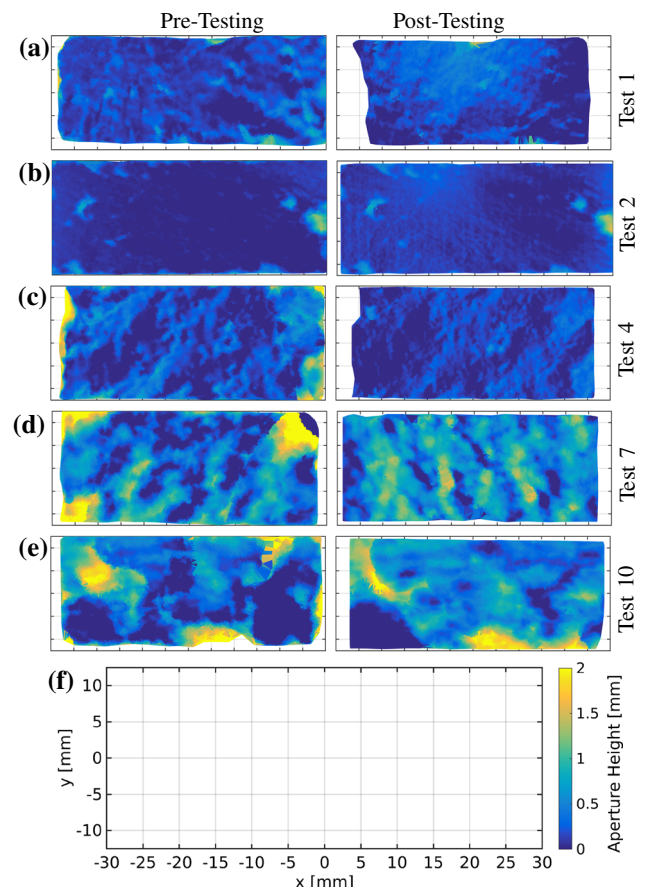 Pre-Testing Post-Testing
(a) Test 1
(b) Test 2
(c) Test 4
(d) Test 7
(e) Test 10
(f)
10
5
0
-5
-10
y [mm]
-30 -25 -20 -15 -10 -5 0 5 10 15 20 25 30
x [mm]
2
1.5
1
0.5
0
Aperture Height [mm]